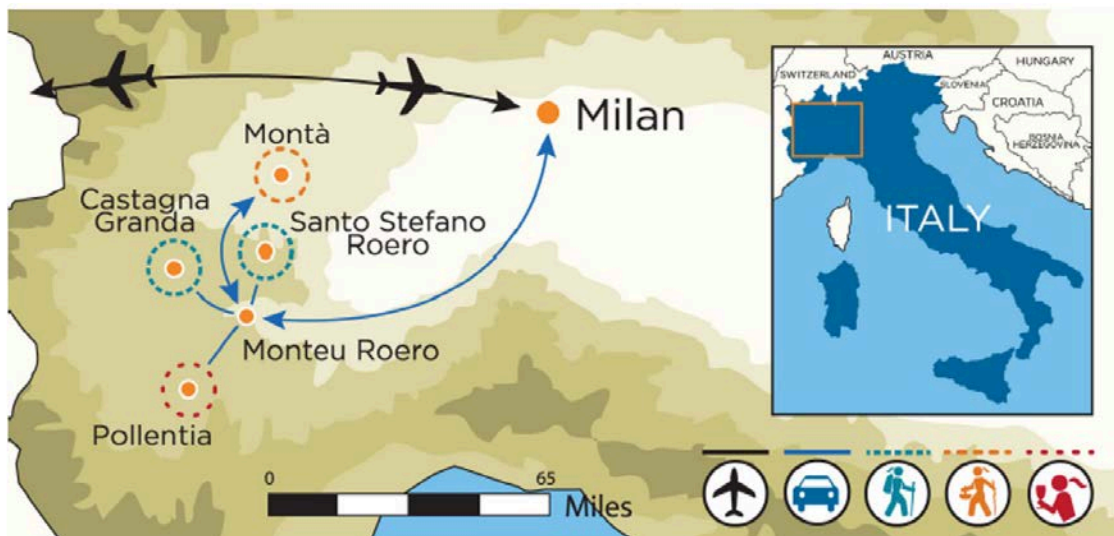 Milan
Montà
Castagna
Granda
Santo Stefano
Roero
Monteu Roero
Pollentia
0
65
Miles
AUSTRIA
HUNGARY
SWITZERLAND
SLOVENIA
CROATIA
BOSNIA
HERZEGOVINA
ITALY